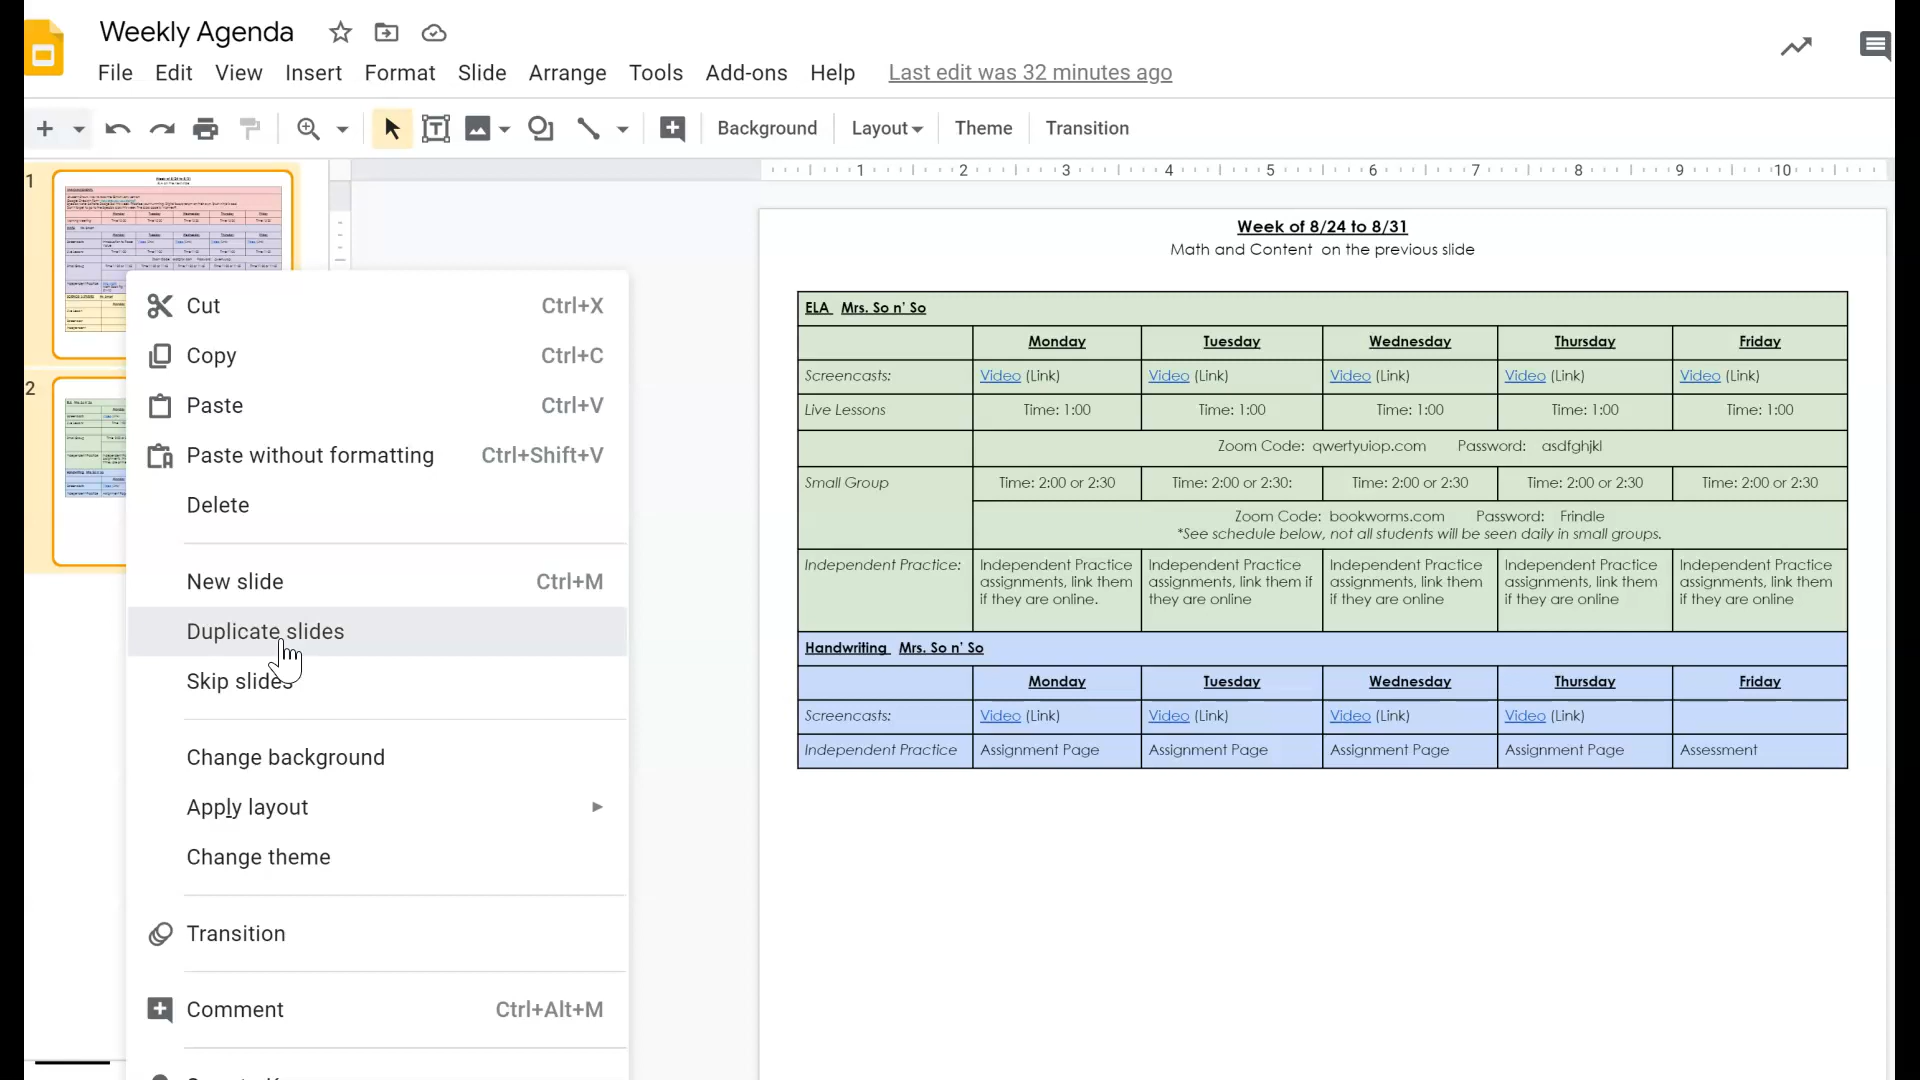 Weekly Agenda
File Edit View Insert Format Slide Arrange Tools Add-ons Help Last edit was 32 minutes ago
Background Layout Theme Transition
1 2 3 4 5 6 7 8 9 10
1
2
Cut Ctrl+X
Copy Ctrl+C
Paste Ctrl+V
Paste without formatting Ctrl+Shift+V
Delete
New slide Ctrl+M
Duplicate slides
Skip slides
Change background
Apply layout
Change theme
Transition
Comment Ctrl+Alt+M
Week of 8/24 to 8/31
Math and Content on the previous slide
ELA Mrs. So n' So
Monday Tuesday Wednesday Thursday Friday
Screencasts: Video (Link) Video (Link) Video (Link) Video (Link) Video (Link)
Live Lessons Time: 1:00 Time: 1:00 Time: 1:00 Time: 1:00 Time: 1:00
Zoom Code: qwertyuiop.com Password: asdfghjkl
Small Group Time: 2:00 or 2:30 Time: 2:00 or 2:30: Time: 2:00 or 2:30 Time: 2:00 or 2:30 Time: 2:00 or 2:30
Zoom Code: bookworms.com Password: Frindle
*See schedule below, not all students will be seen daily in small groups.
Independent Practice: Independent Practice Independent Practice Independent Practice Independent Practice Independent Practice
assignments, link them assignments, link them if assignments, link them assignments, link them assignments, link them
if they are online. they are online if they are online if they are online if they are online
Handwriting Mrs. So n' So
Monday Tuesday Wednesday Thursday Friday
Screencasts: Video (Link) Video (Link) Video (Link) Video (Link)
Independent Practice Assignment Page Assignment Page Assignment Page Assignment Page Assessment